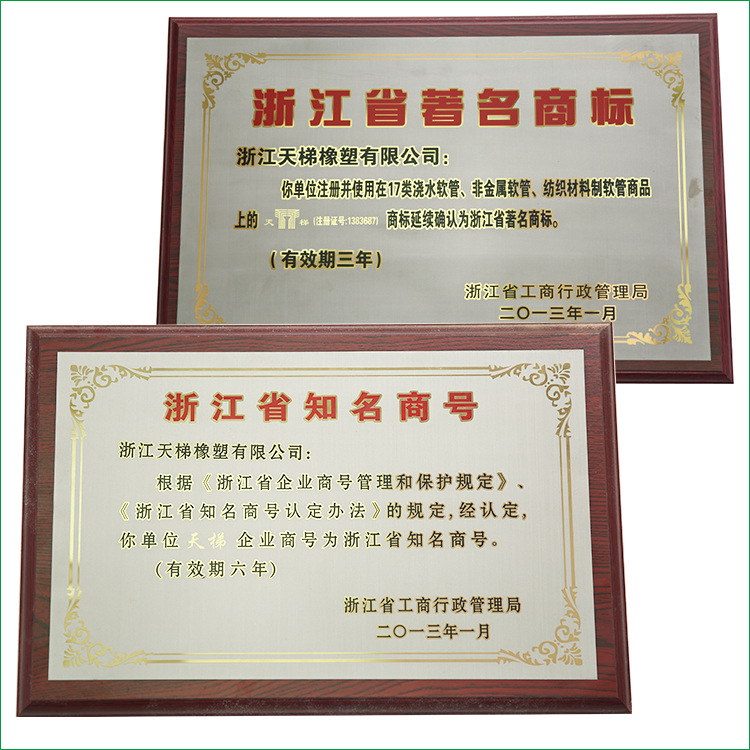 浙江省著名商标
浙江天梯橡塑有限公司：
你单位注册并使用在17类浇水软管、非金属软管、纺织材料制软管商品
上的 天 TT 梯 (注册证号:1383687) 商标延续确认为浙江省著名商标。
（有效期三年）
浙江省工商行政管理局
二〇一三年一月
浙江省知名商号
浙江天梯橡塑有限公司：
根据《浙江省企业商号管理和保护规定》、
《浙江省知名商号认定办法》的规定,经认定,
你单位 天梯 企业商号为浙江省知名商号。
（有效期六年）
浙江省工商行政管理局
二〇一三年一月